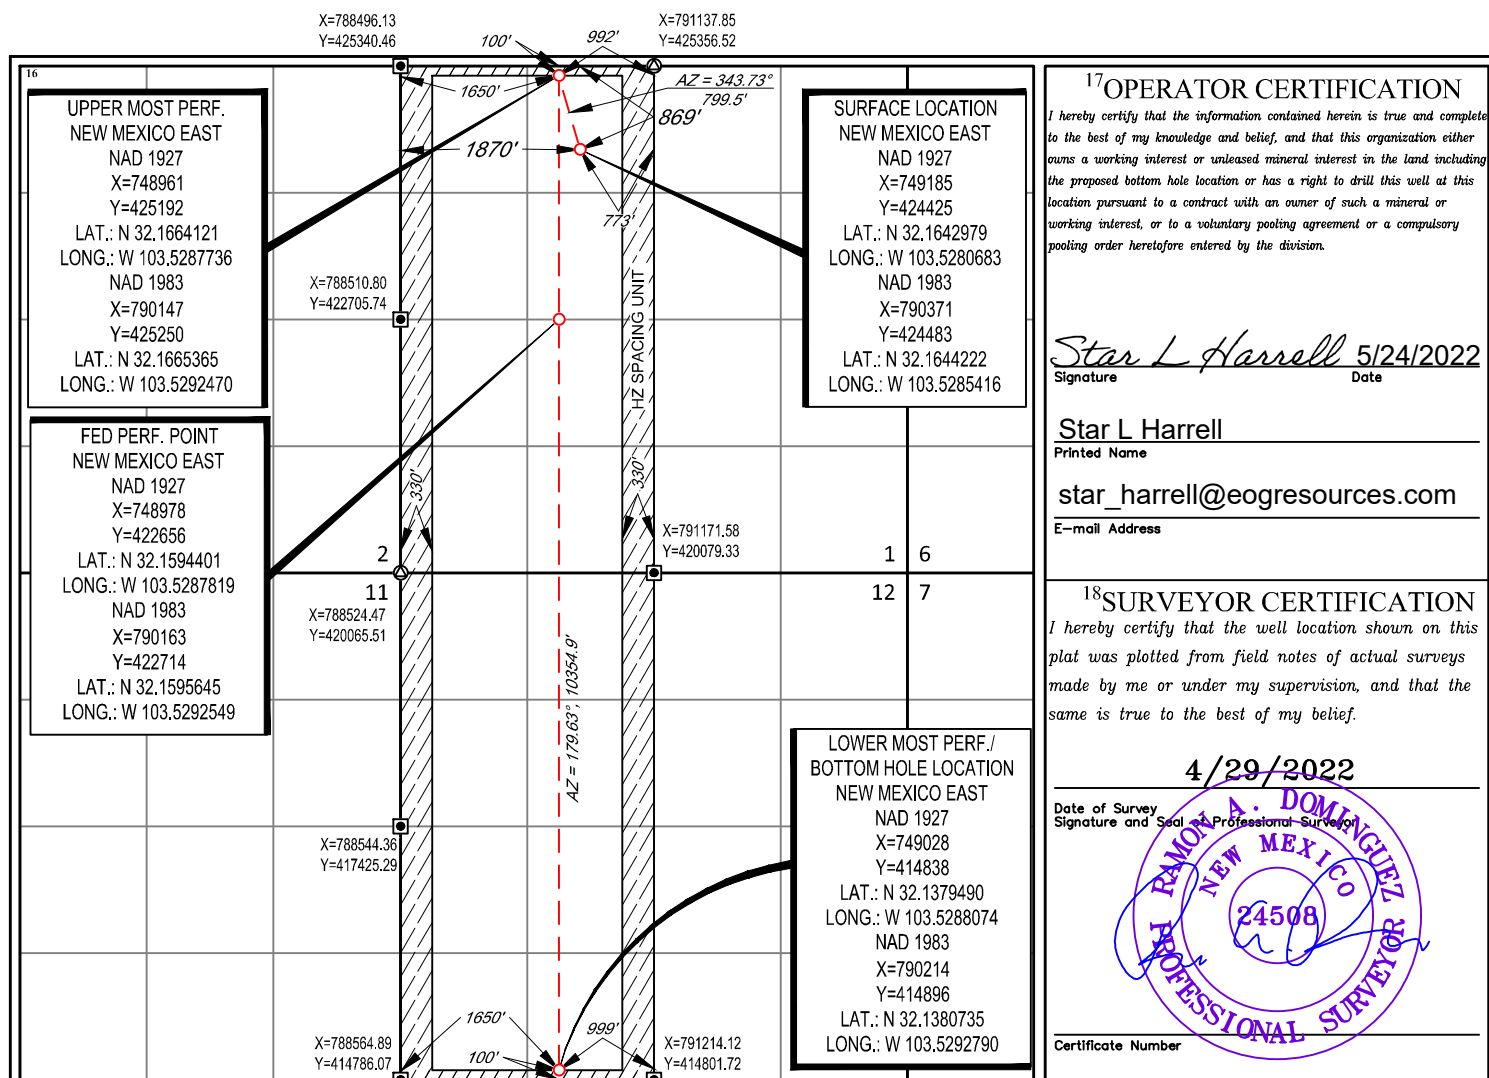 X=788496.13
Y=425340.46
X=791137.85
Y=425356.52
100'
992'
16
1650'
AZ = 343.73°
799.5'
869'
1870'
773'
UPPER MOST PERF.
NEW MEXICO EAST
NAD 1927
X=748961
Y=425192
LAT.: N 32.1664121
LONG.: W 103.5287736
NAD 1983
X=790147
Y=425250
LAT.: N 32.1665365
LONG.: W 103.5292470
SURFACE LOCATION
NEW MEXICO EAST
NAD 1927
X=749185
Y=424425
LAT.: N 32.1642979
LONG.: W 103.5280683
NAD 1983
X=790371
Y=424483
LAT.: N 32.1644222
LONG.: W 103.5285416
X=788510.80
Y=422705.74
HZ SPACING UNIT
FED PERF. POINT
NEW MEXICO EAST
NAD 1927
X=748978
Y=422656
LAT.: N 32.1594401
LONG.: W 103.5287819
NAD 1983
X=790163
Y=422714
LAT.: N 32.1595645
LONG.: W 103.5292549
330'
330'
X=791171.58
Y=420079.33
2
1
6
11
12
7
X=788524.47
Y=420065.51
AZ = 179.63°, 10354.9'
X=788544.36
Y=417425.29
LOWER MOST PERF./
BOTTOM HOLE LOCATION
NEW MEXICO EAST
NAD 1927
X=749028
Y=414838
LAT.: N 32.1379490
LONG.: W 103.5288074
NAD 1983
X=790214
Y=414896
LAT.: N 32.1380735
LONG.: W 103.5292790
X=788564.89
Y=414786.07
1650'
100'
999'
X=791214.12
Y=414801.72
17OPERATOR CERTIFICATION
I hereby certify that the information contained herein is true and complete
to the best of my knowledge and belief, and that this organization either
owns a working interest or unleased mineral interest in the land including
the proposed bottom hole location or has a right to drill this well at this
location pursuant to a contract with an owner of such a mineral or
working interest, or to a voluntary pooling agreement or a compulsory
pooling order heretofore entered by the division.
Star L Harrell 5/24/2022
Signature Date
Star L Harrell
Printed Name
star_harrell@eogresources.com
E-mail Address
18SURVEYOR CERTIFICATION
I hereby certify that the well location shown on this
plat was plotted from field notes of actual surveys
made by me or under my supervision, and that the
same is true to the best of my belief.
4/29/2022
Date of Survey
Signature and Seal of Professional Surveyor
RAMON A. DOMINGUEZ
NEW MEXICO
24508
PROFESSIONAL SURVEYOR
Certificate Number